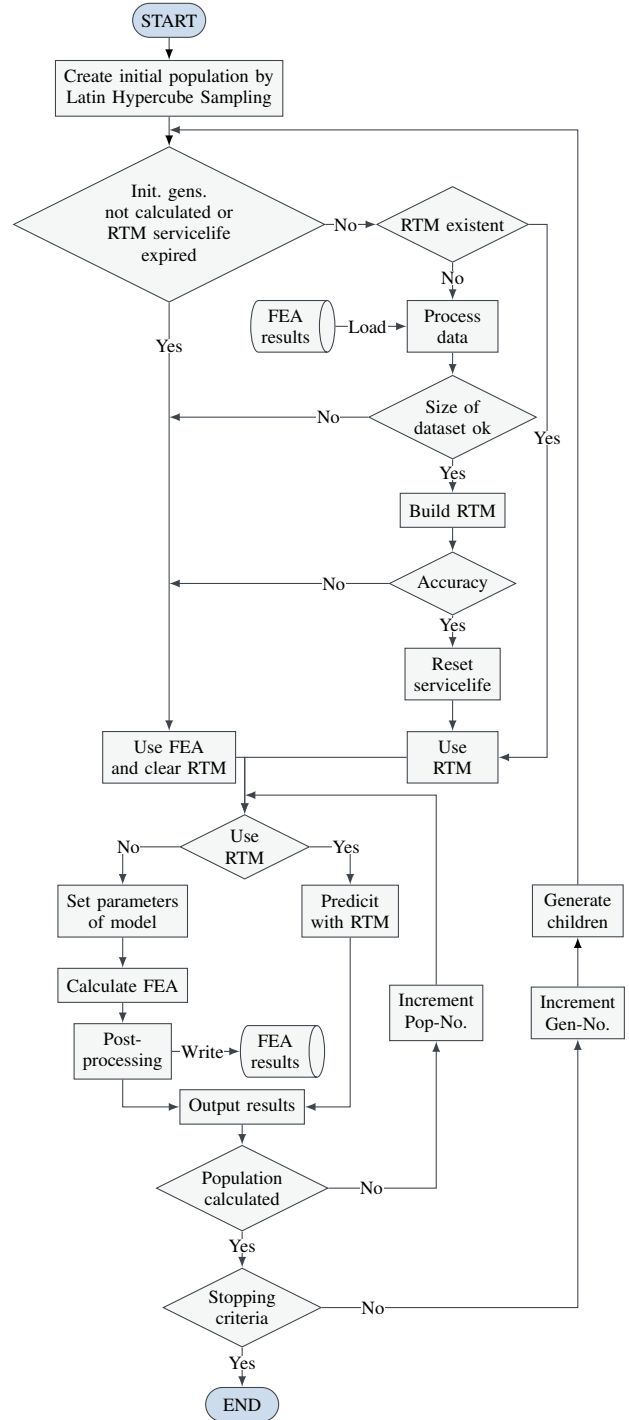 START
Create initial population by
Latin Hypercube Sampling
Init. gens.
not calculated or
RTM servicelife
expired
No
RTM existent
No
FEA
results
Load
Process
data
Yes
No
Size of
dataset ok
Yes
Yes
Build RTM
No
Accuracy
Yes
Reset
servicelife
Use FEA
and clear RTM
Use
RTM
No
Use
RTM
Yes
Set parameters
of model
Predicit
with RTM
Generate
children
Calculate FEA
Increment
Pop-No.
Increment
Gen-No.
Post-
processing
Write
FEA
results
Output results
Population
calculated
No
Yes
Stopping
criteria
No
Yes
END